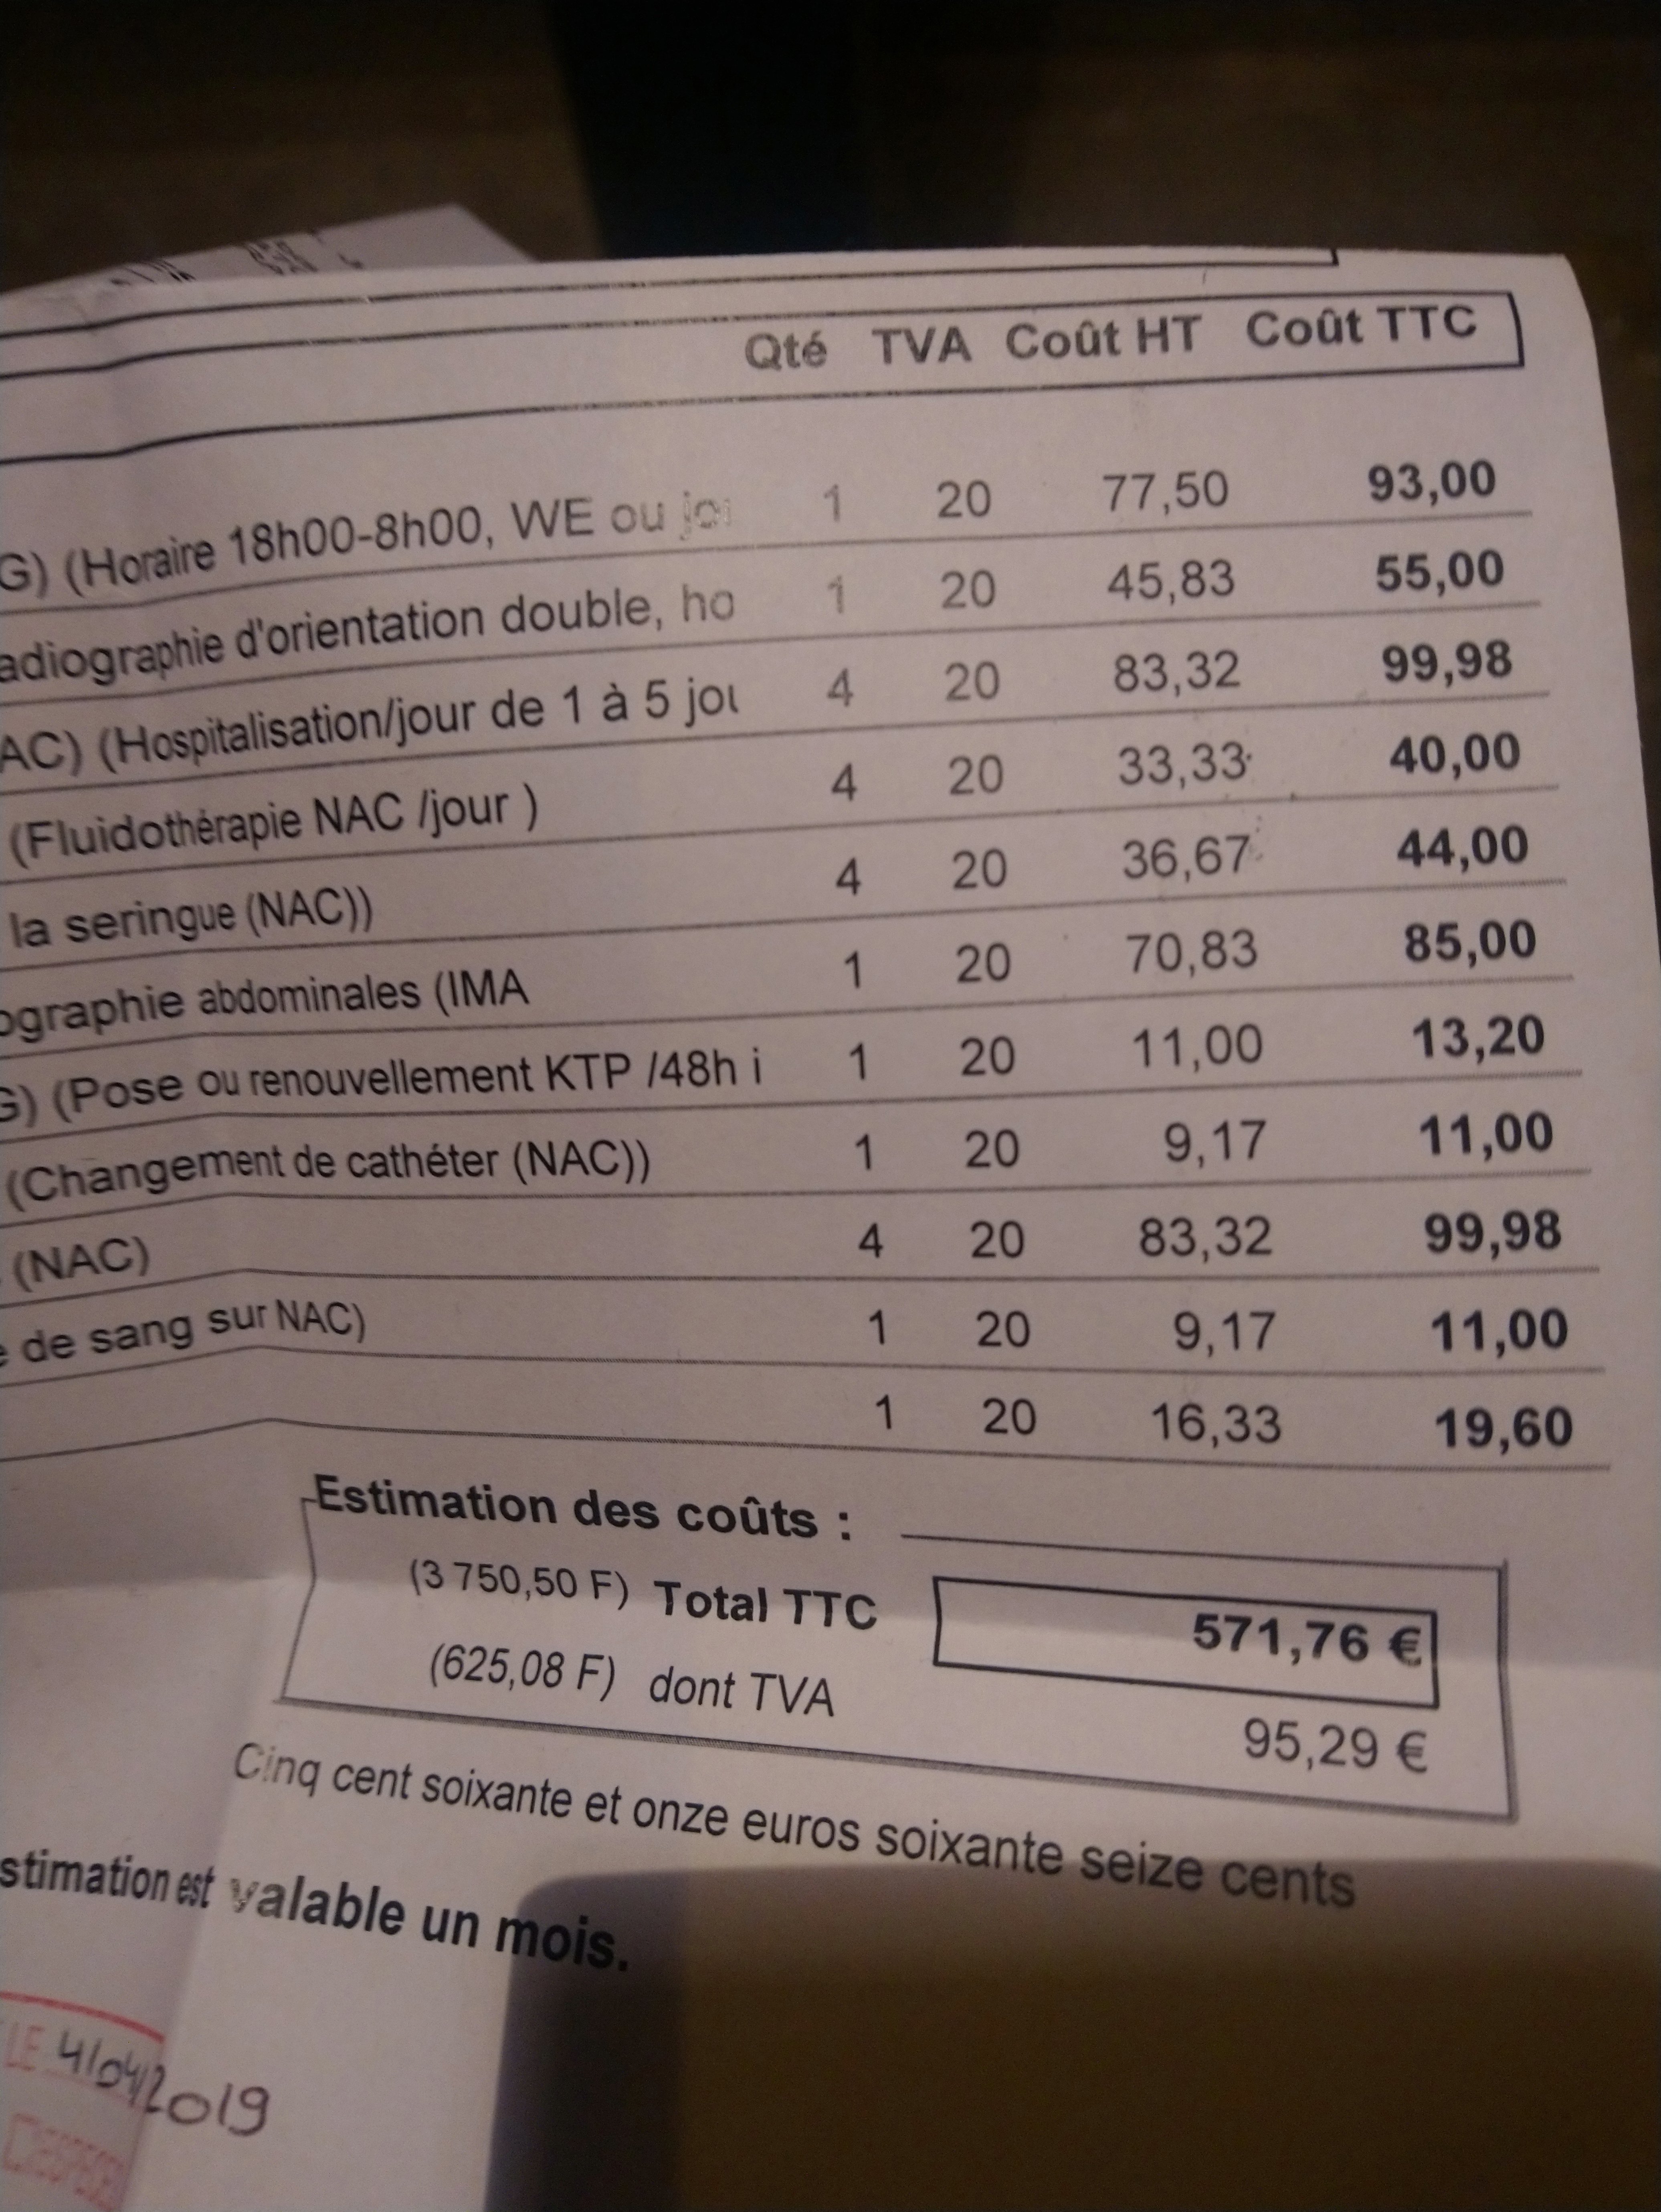 Qté TVA Coût HT Coût TTC
G) (Horaire 18h00-8h00, WE ou jou 1 20 77,50 93,00
adiographie d'orientation double, ho 1 20 45,83 55,00
AC) (Hospitalisation/jour de 1 à 5 jou 4 20 83,32 99,98
(Fluidothérapie NAC /jour ) 4 20 33,33 40,00
la seringue (NAC)) 4 20 36,67 44,00
ographie abdominales (IMA 1 20 70,83 85,00
G) (Pose ou renouvellement KTP /48h i 1 20 11,00 13,20
(Changement de cathéter (NAC)) 1 20 9,17 11,00
(NAC) 4 20 83,32 99,98
de sang sur NAC) 1 20 9,17 11,00
1 20 16,33 19,60
Estimation des coûts :
(3 750,50 F) Total TTC 571,76 €
(625,08 F) dont TVA 95,29 €
Cinq cent soixante et onze euros soixante seize cents
stimation est valable un mois.
LE 4/04/2019